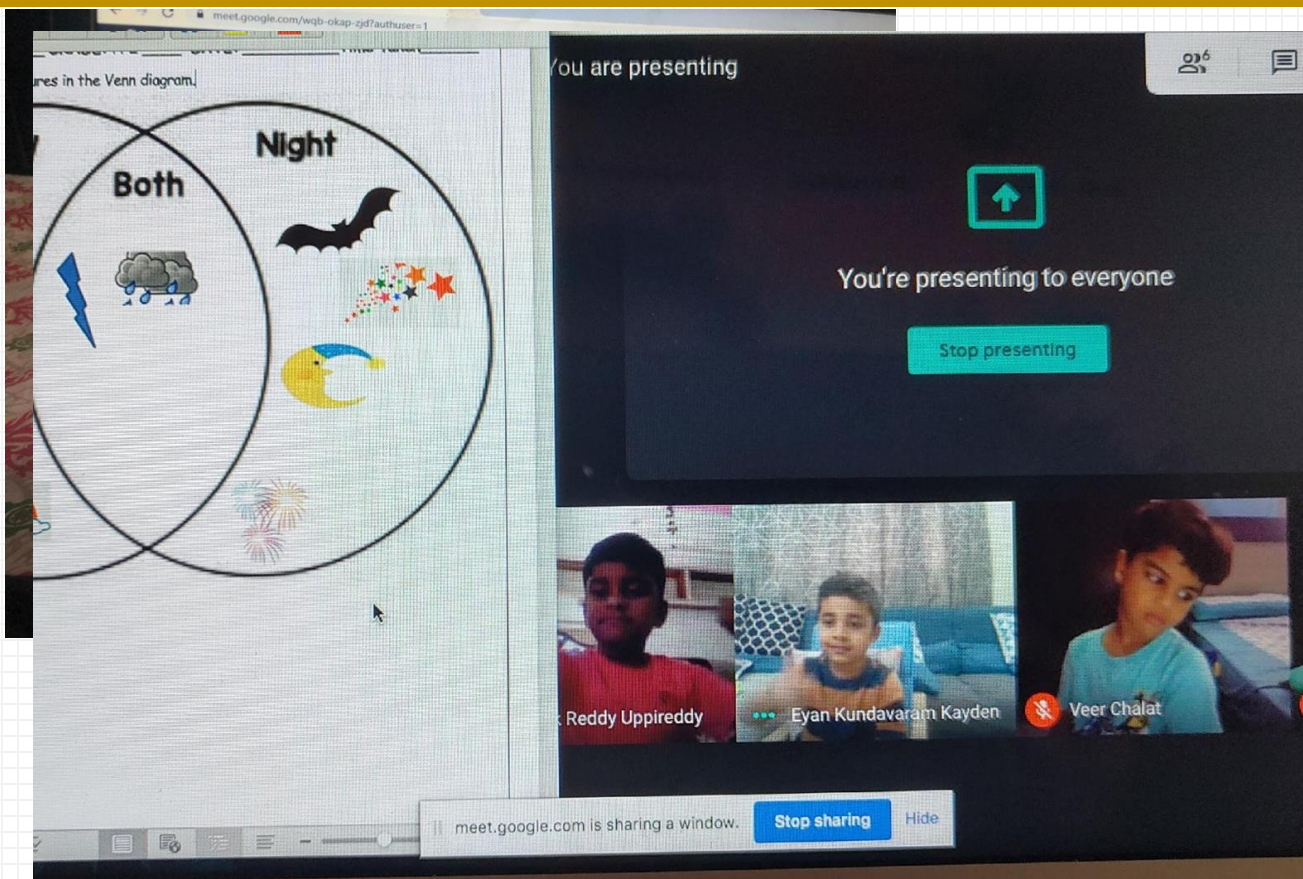 meet.google.com/wqb-okap-zjd?authuser=1
ures in the Venn diagram.
Night
Both
You are presenting
6
You're presenting to everyone
Stop presenting
Reddy Uppireddy
Eyan Kundavaram Kayden
Veer Chalat
meet.google.com is sharing a window.
Stop sharing
Hide